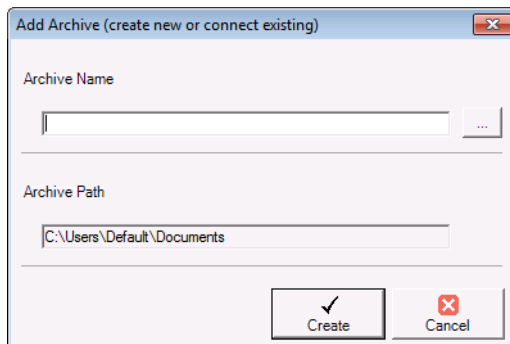 Add Archive (create new or connect existing)
Archive Name
...
Archive Path
C:\Users\Default\Documents
Create
Cancel